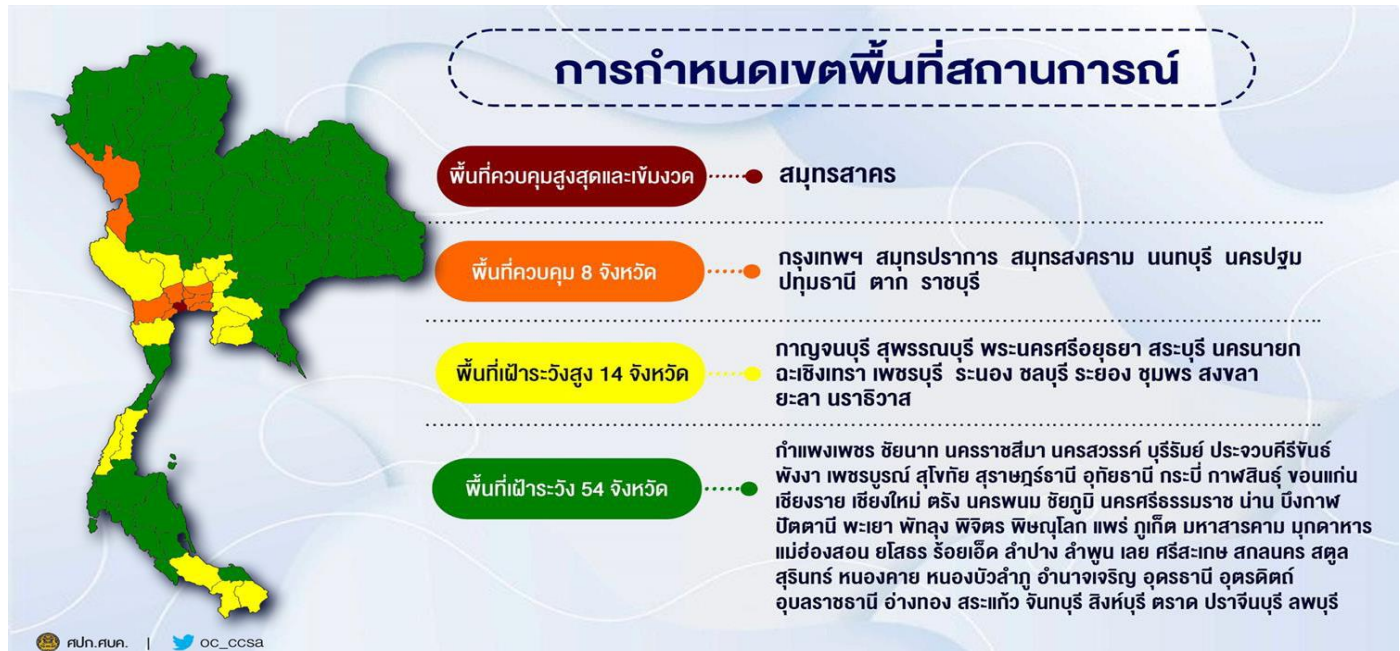 การกำหนดเขตพื้นที่สถานการณ์
พื้นที่ควบคุมสูงสุดและเข้มงวด
สมุทรสาคร
พื้นที่ควบคุม 8 จังหวัด
กรุงเทพฯ สมุทรปราการ สมุทรสงคราม นนทบุรี นครปฐม
ปทุมธานี ตาก ราชบุรี
พื้นที่เฝ้าระวังสูง 14 จังหวัด
กาญจนบุรี สุพรรณบุรี พระนครศรีอยุธยา สระบุรี นครนายก
ฉะเชิงเทรา เพชรบุรี ระนอง ชลบุรี ระยอง ชุมพร สงขลา
ยะลา นราธิวาส
พื้นที่เฝ้าระวัง 54 จังหวัด
กำแพงเพชร ชัยนาท นครราชสีมา นครสวรรค์ บุรีรัมย์ ประจวบคีรีขันธ์
พังงา เพชรบูรณ์ สุโขทัย สุราษฎร์ธานี อุทัยธานี กระบี่ กาฬสินธุ์ ขอนแก่น
เชียงราย เชียงใหม่ ตรัง นครพนม ชัยภูมิ นครศรีธรรมราช น่าน บึงกาฬ
ปัตตานี พะเยา พัทลุง พิจิตร พิษณุโลก แพร่ ภูเก็ต มหาสารคาม มุกดาหาร
แม่ฮ่องสอน ยโสธร ร้อยเอ็ด ลำปาง ลำพูน เลย ศรีสะเกษ สกลนคร สตูล
สุรินทร์ หนองคาย หนองบัวลำภู อำนาจเจริญ อุดรธานี อุตรดิตถ์
อุบลราชธานี อ่างทอง สระแก้ว จันทบุรี สิงห์บุรี ตราด ปราจีนบุรี ลพบุรี
ศปก.ศบค. | oc_ccsa